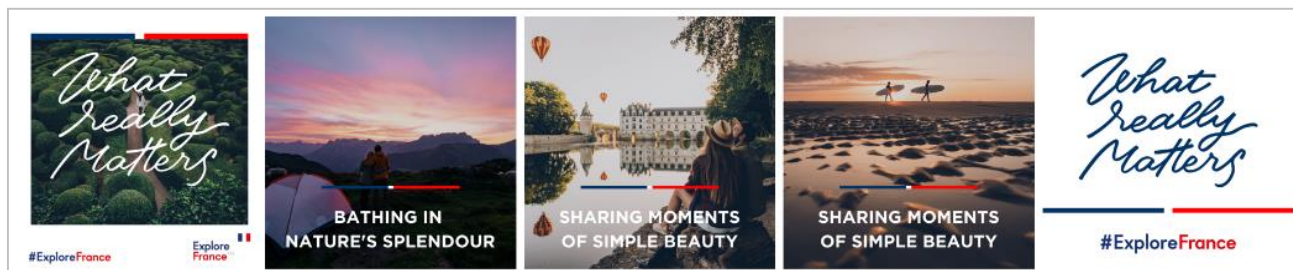 What
really
Matters
#ExploreFrance
Explore
France
BATHING IN
NATURE'S SPLENDOUR
SHARING MOMENTS
OF SIMPLE BEAUTY
SHARING MOMENTS
OF SIMPLE BEAUTY
What
really
Matters
#ExploreFrance